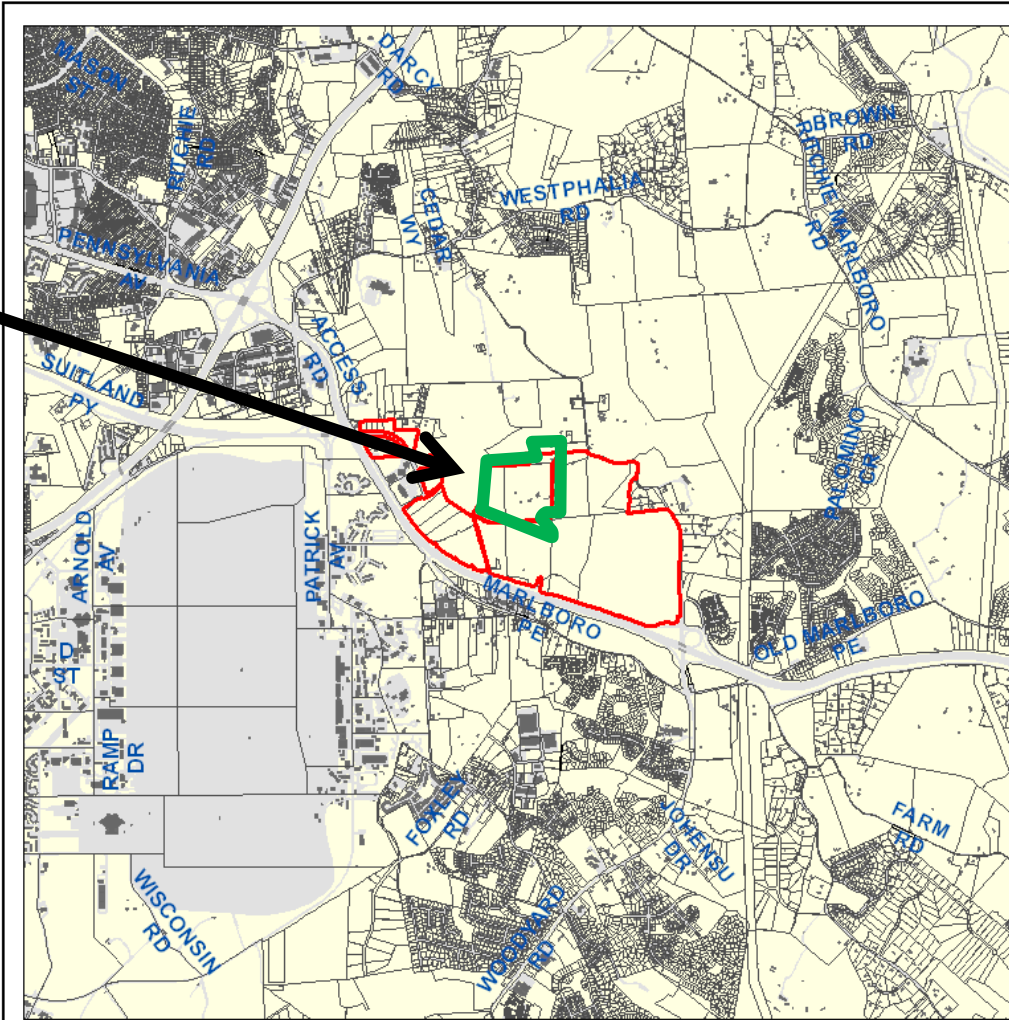 MASON
ST
DARCY
RD
RITCHIE
RD
BROWN
RD
RITCHIE MARLBORO
RD
WESTPHALIA
RD
CEDAR
WY
PENNSYLVANIA
AV
ACCESS
RD
SUITLAND
PY
PALOMINO
CR
ARNOLD
AV
PATRICK
AV
MARLBORO
PE
OLD MARLBORO
PE
D
ST
RAMP
DR
FOXLEY
RD
JOHENSU
DR
FARM
RD
WISCONSIN
RD
WOODYARD
RD